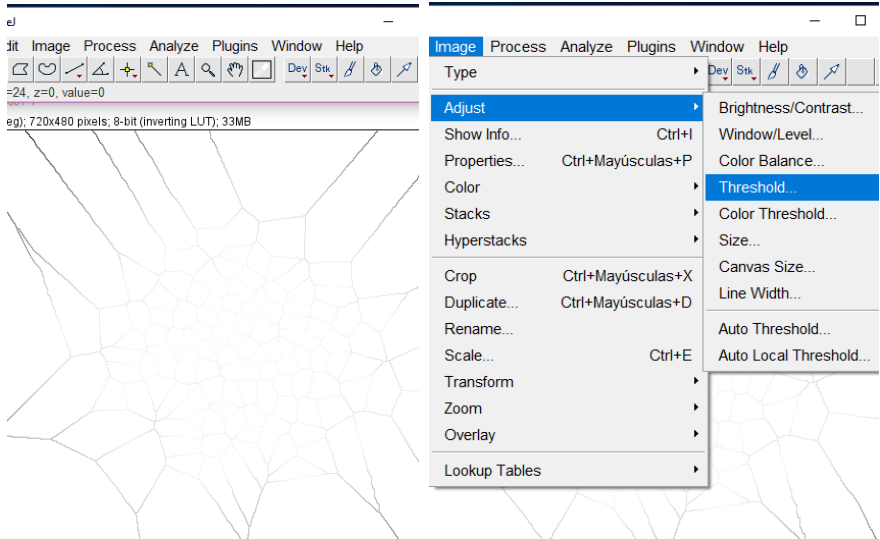 eJ
dit Image Process Analyze Plugins Window Help
A Dev Stk
=24, z=0, value=0
eg); 720x480 pixels; 8-bit (inverting LUT); 33MB
Image Process Analyze Plugins Window Help
Dev Stk
Type
Adjust
Show Info... Ctrl+I
Properties... Ctrl+Mayúsculas+P
Color
Stacks
Hyperstacks
Crop Ctrl+Mayúsculas+X
Duplicate... Ctrl+Mayúsculas+D
Rename...
Scale... Ctrl+E
Transform
Zoom
Overlay
Lookup Tables
Brightness/Contrast...
Window/Level...
Color Balance...
Threshold...
Color Threshold...
Size...
Canvas Size...
Line Width...
Auto Threshold...
Auto Local Threshold...